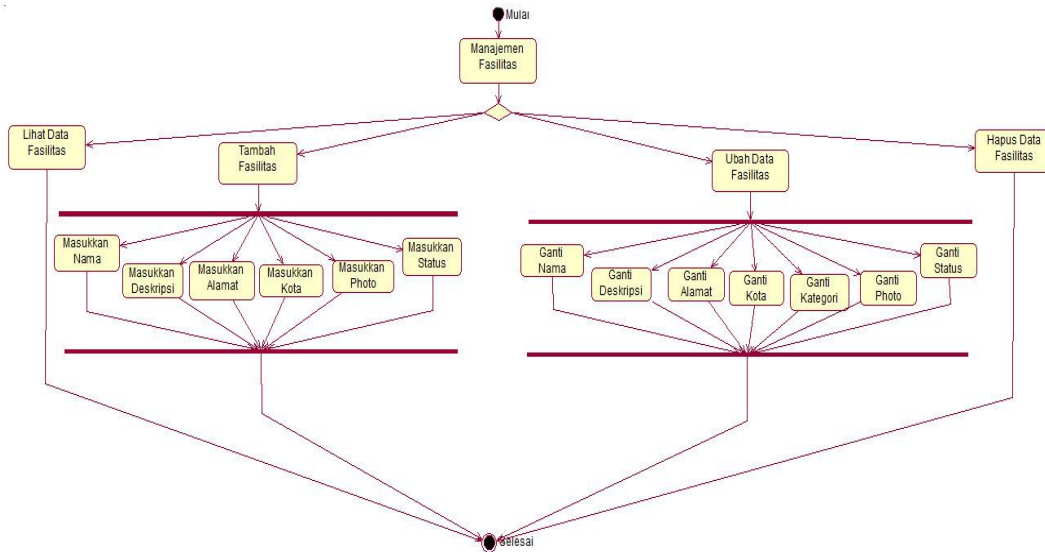 Mulai
Manajemen
Fasilitas
Lihat Data
Fasilitas
Tambah
Fasilitas
Ubah Data
Fasilitas
Hapus Data
Fasilitas
Masukkan
Nama
Masukkan
Deskripsi
Masukkan
Alamat
Masukkan
Kota
Masukkan
Photo
Masukkan
Status
Ganti
Nama
Ganti
Deskripsi
Ganti
Alamat
Ganti
Kota
Ganti
Kategori
Ganti
Photo
Ganti
Status
Selesai